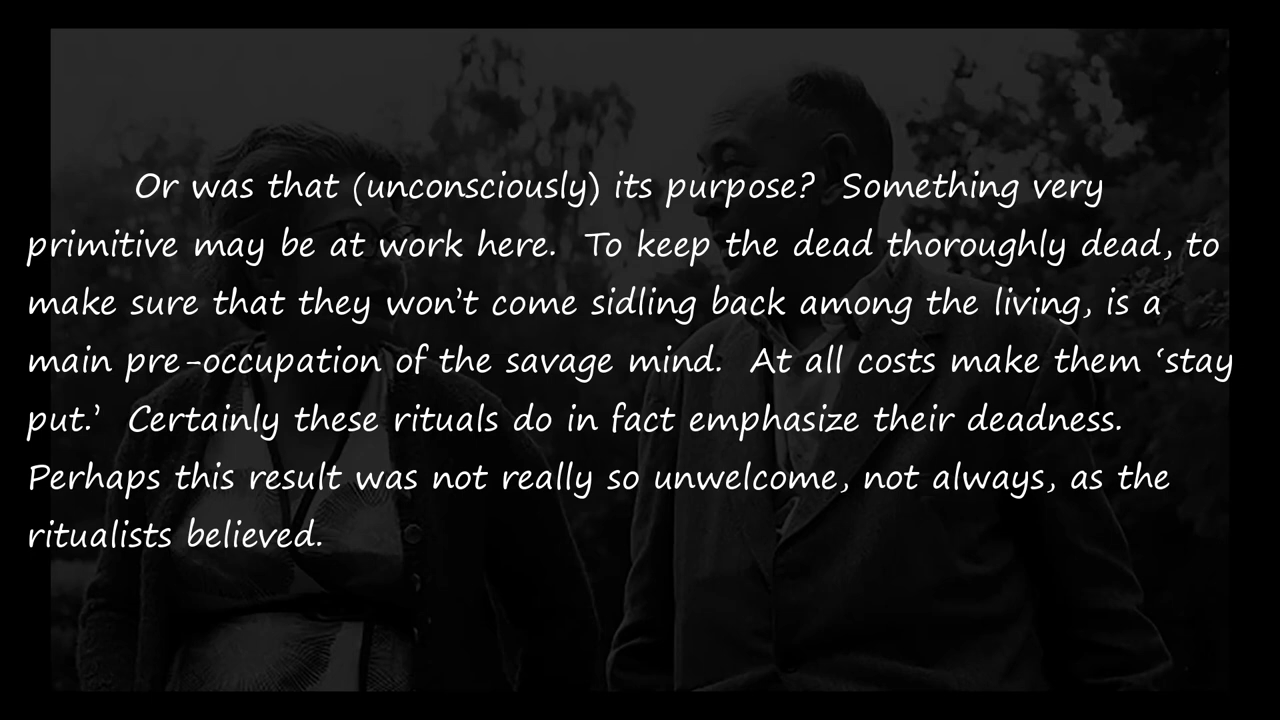 Or was that (unconsciously) its purpose? Something very
primitive may be at work here. To keep the dead thoroughly dead, to
make sure that they won’t come sidling back among the living, is a
main pre-occupation of the savage mind. At all costs make them ‘stay
put.’ Certainly these rituals do in fact emphasize their deadness.
Perhaps this result was not really so unwelcome, not always, as the
ritualists believed.